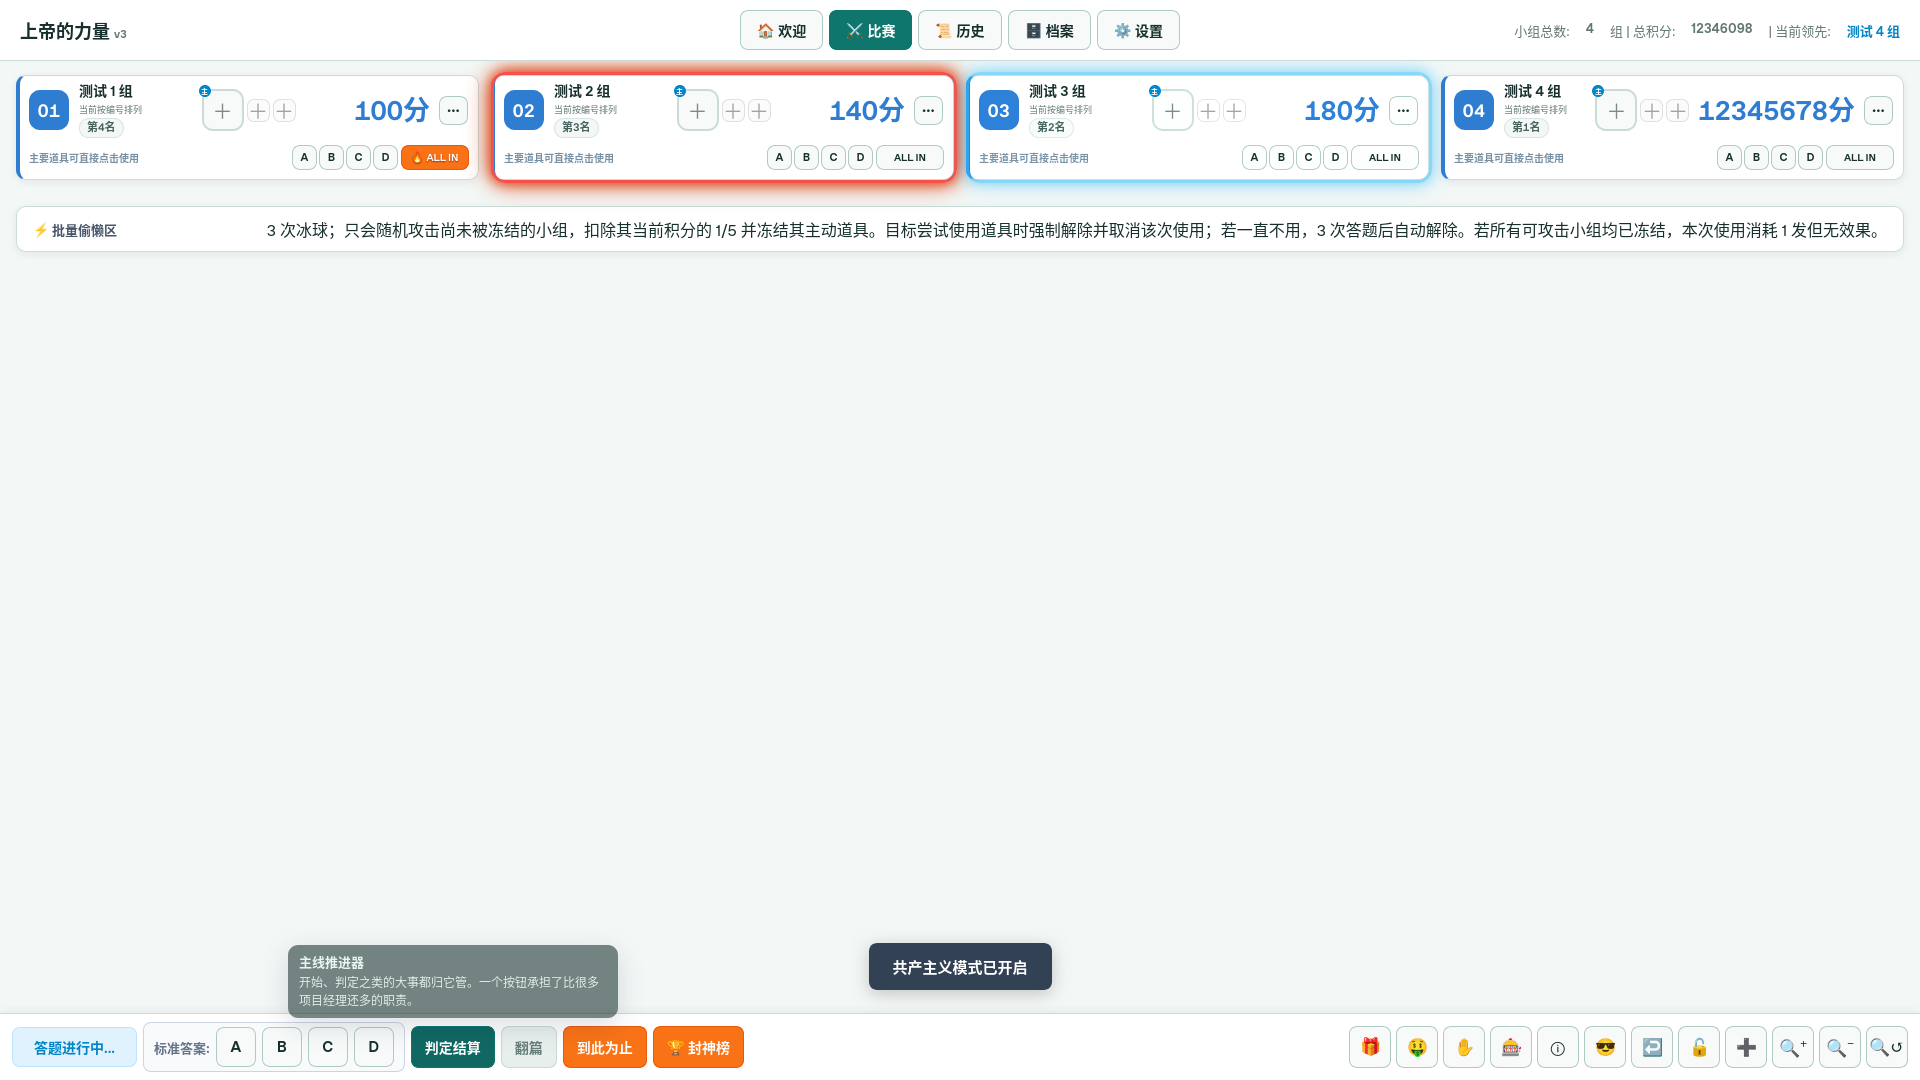 上帝的力量 v3
🏠 欢迎
⚔️ 比赛
📜 历史
🗄️ 档案
⚙️ 设置
小组总数: 4 组 | 总积分: 12346098 | 当前领先: 测试 4 组
01
测试 1 组
当前按编号排列
第4名
主
100分
···
主要道具可直接点击使用
A B C D 🔥 ALL IN
02
测试 2 组
当前按编号排列
第3名
主
140分
···
主要道具可直接点击使用
A B C D ALL IN
03
测试 3 组
当前按编号排列
第2名
主
180分
···
主要道具可直接点击使用
A B C D ALL IN
04
测试 4 组
当前按编号排列
第1名
主
12345678分
···
主要道具可直接点击使用
A B C D ALL IN
⚡ 批量偷懒区
3 次冰球；只会随机攻击尚未被冻结的小组，扣除其当前积分的 1/5 并冻结其主动道具。目标尝试使用道具时强制解除并取消该次使用；若一直不用，3 次答题后自动解除。若所有可攻击小组均已冻结，本次使用消耗 1 发但无效果。
主线推进器
开始、判定之类的大事都归它管。一个按钮承担了比很多
项目经理还多的职责。
共产主义模式已开启
答题进行中...
标准答案: A B C D
判定结算
翻篇
到此为止
🏆 封神榜